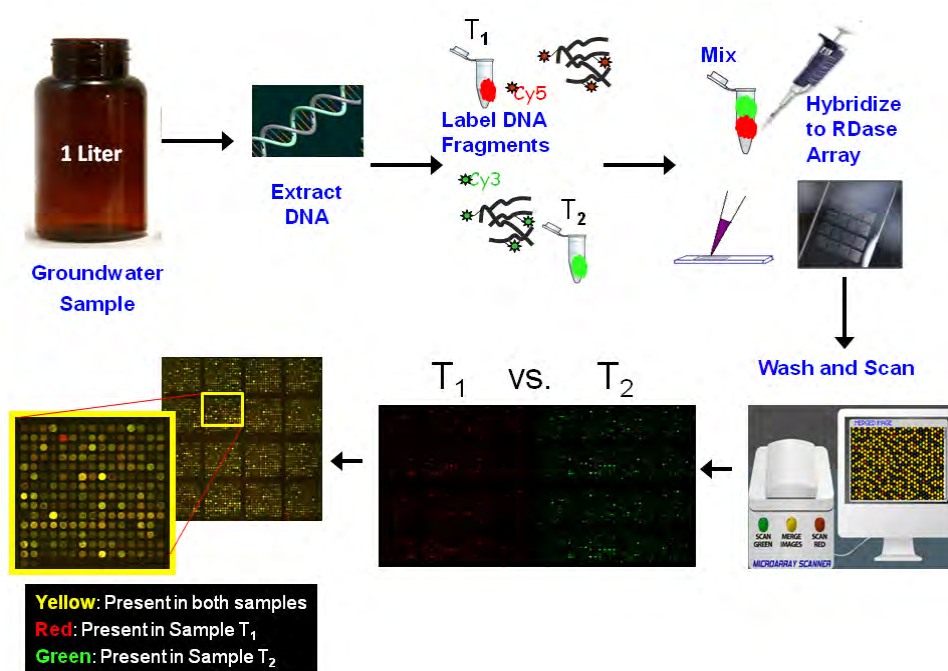 1 Liter
Groundwater
Sample
Extract
DNA
T1
Cy5
Label DNA
Fragments
Cy3
T2
Mix
Hybridize
to RDase
Array
Wash and Scan
MERGED IMAGE
SCAN
GREEN
MERGE
IMAGES
SCAN
RED
MICROARRAY SCANNER
T1 vs. T2
Yellow: Present in both samples
Red: Present in Sample T1
Green: Present in Sample T2